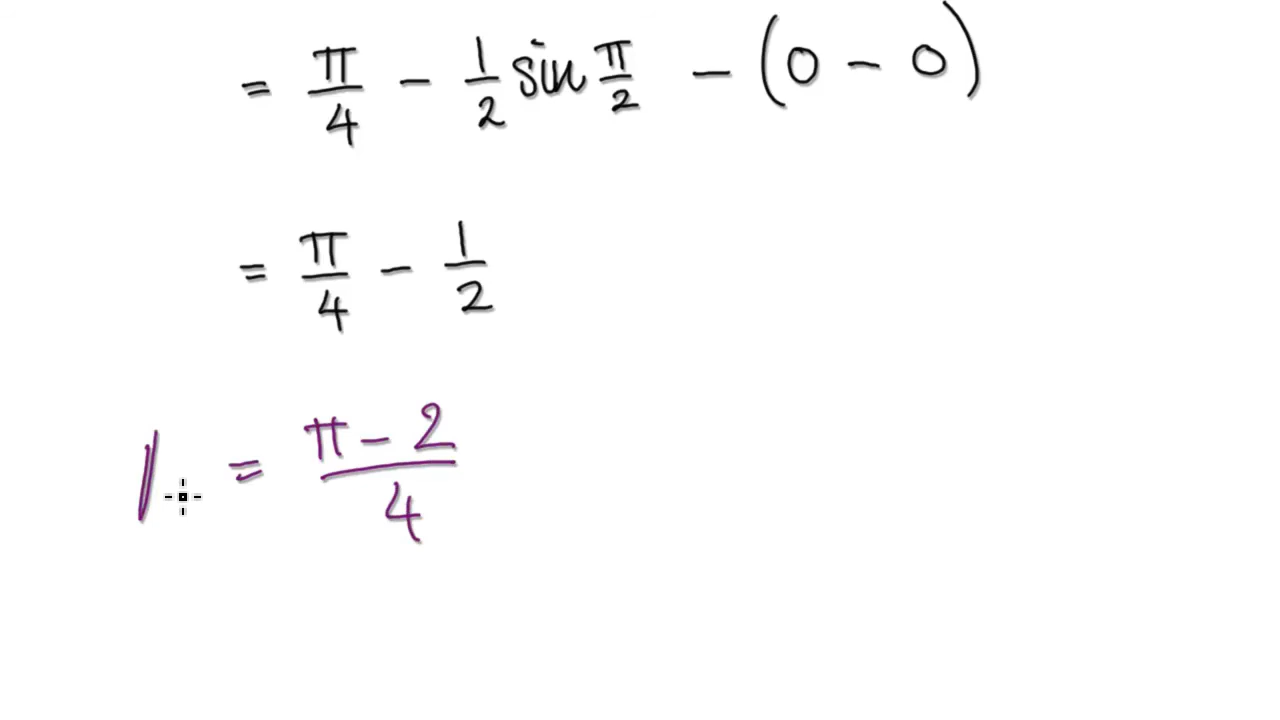 = π/4 - 1/2 sin π/2 - (0 - 0)
= π/4 - 1/2
= π - 2/4